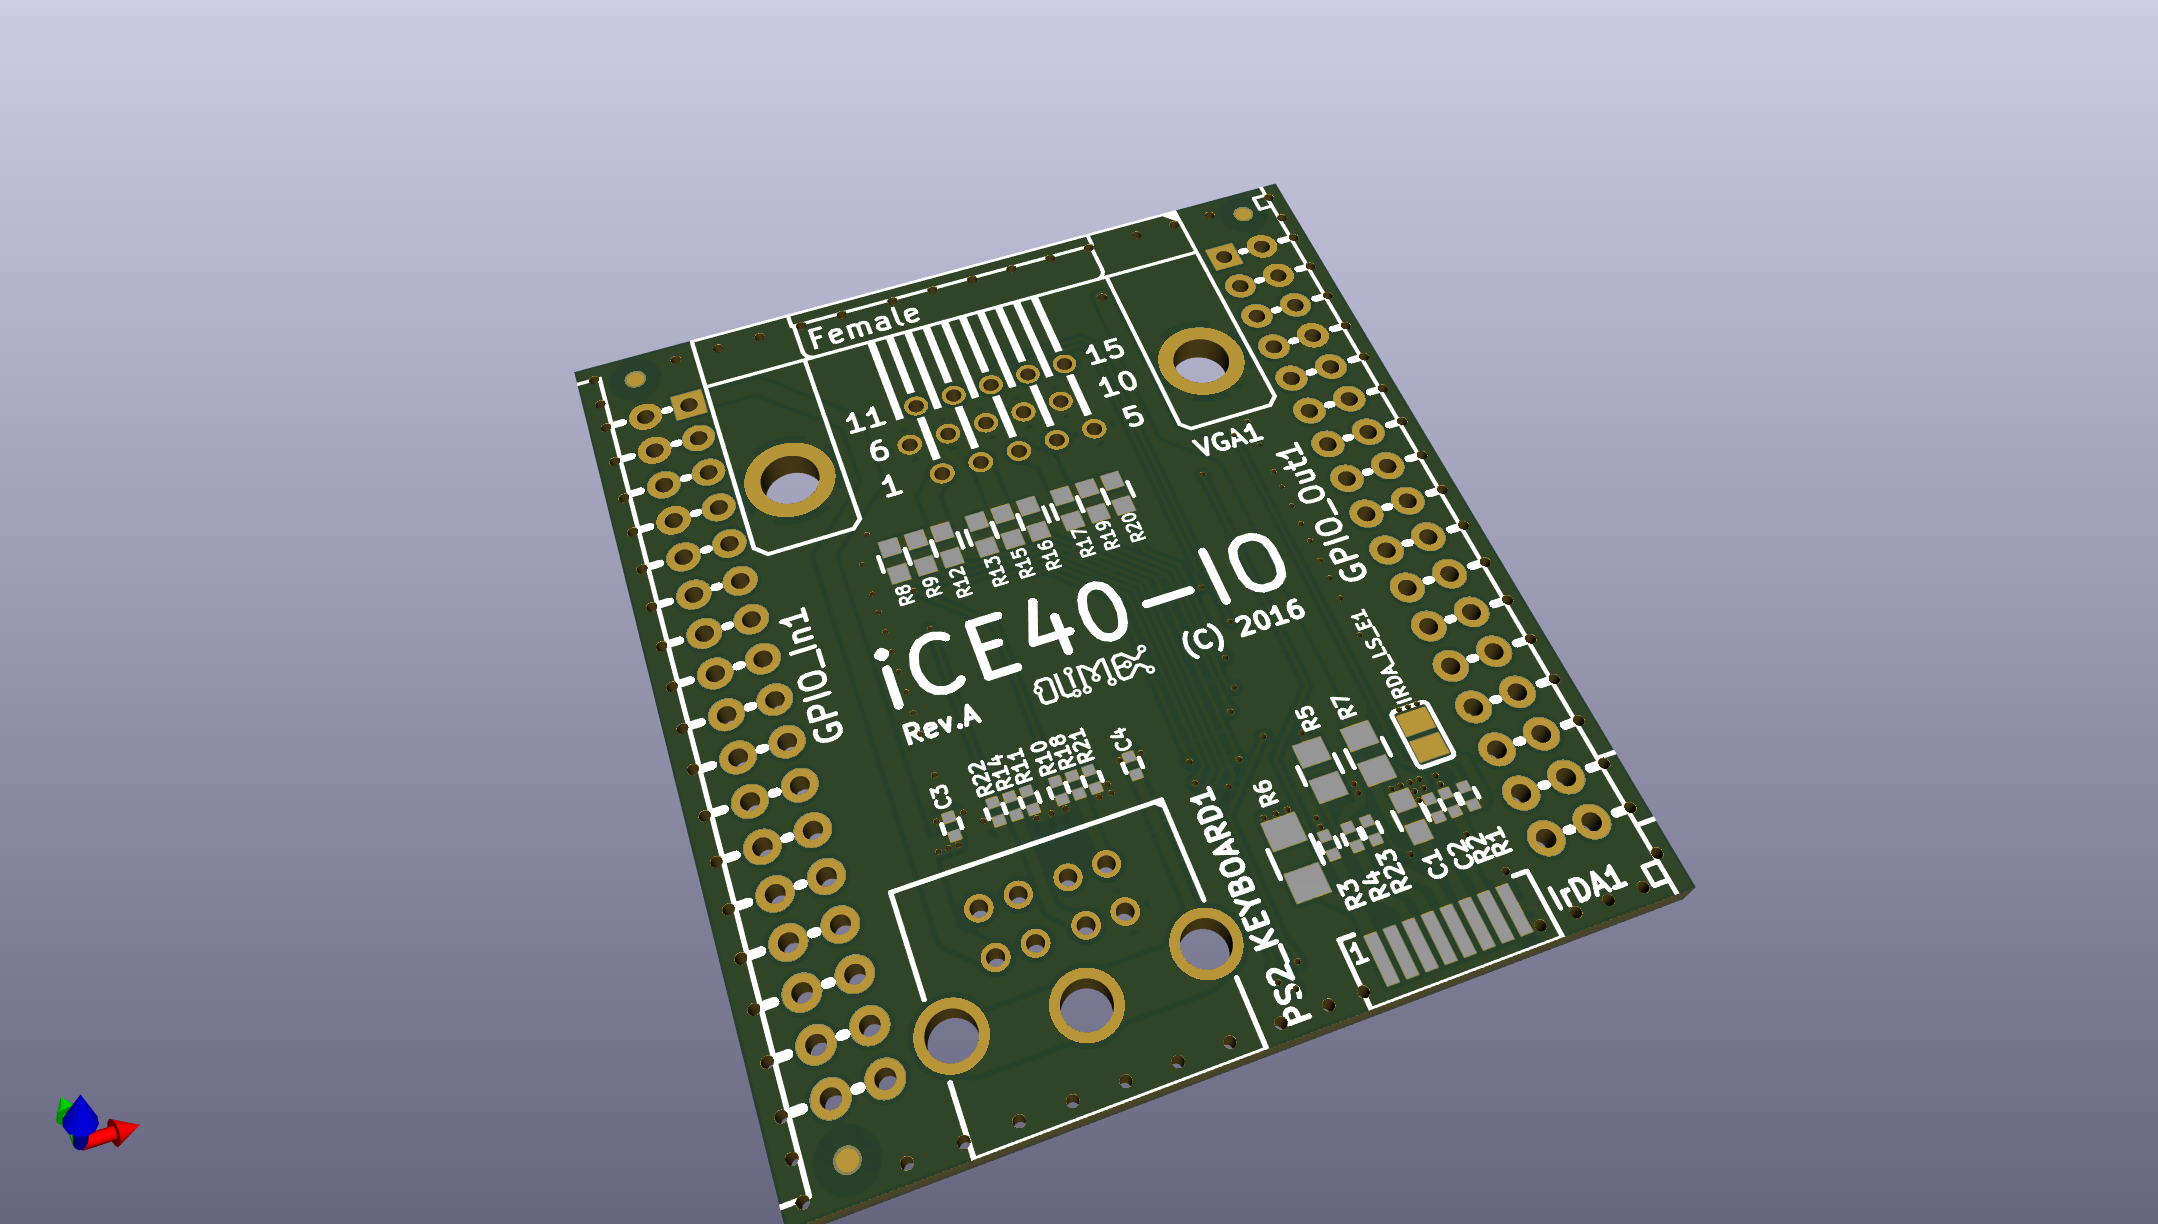 Female
15
10
5
11
6
1
VGA1
GPIO_Out1
R8
R9
R12
R13
R15
R16
R17
R19
R20
iCE40-IO
(C) 2016
OLIMEX
Rev.A
GPIO_In1
IRDA_LS_E1
R5
R7
R6
C3
R22
R14
R11
R10
R18
R21
C4
PS2_KEYBOARD1
R3
R4
R23
C1
C2
R2
R1
IrDA1
1